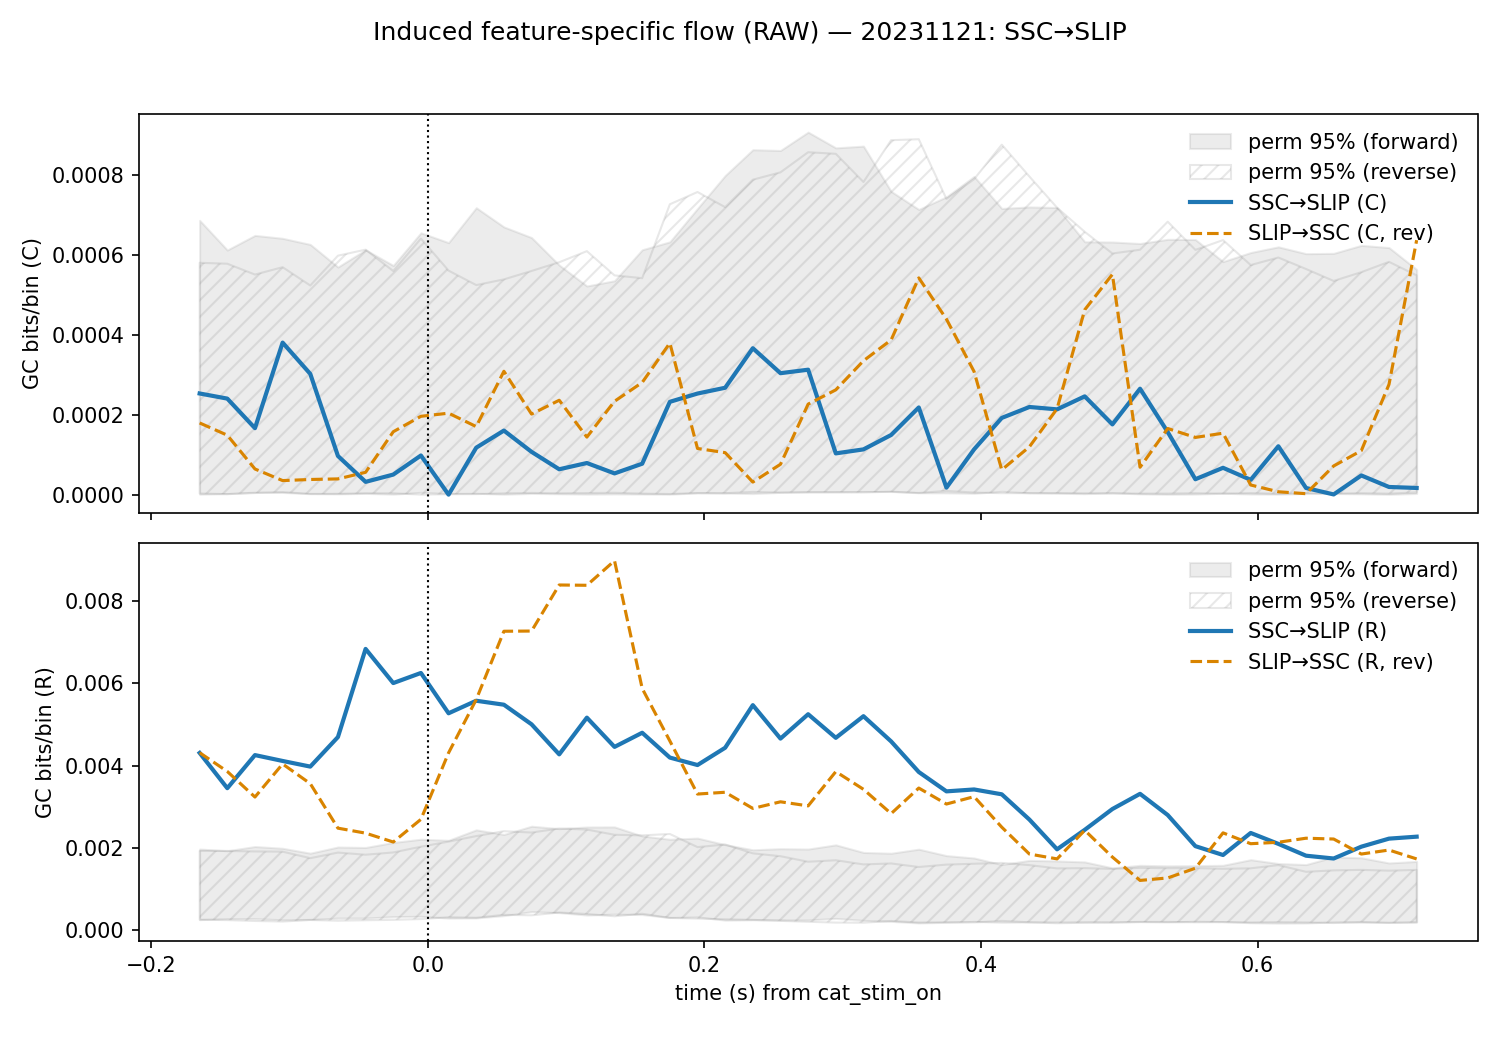 Induced feature-specific flow (RAW) — 20231121: SSC→SLIP
GC bits/bin (C)
0.0008
0.0006
0.0004
0.0002
0.0000
perm 95% (forward)
perm 95% (reverse)
SSC→SLIP (C)
SLIP→SSC (C, rev)
GC bits/bin (R)
0.008
0.006
0.004
0.002
0.000
perm 95% (forward)
perm 95% (reverse)
SSC→SLIP (R)
SLIP→SSC (R, rev)
−0.2 0.0 0.2 0.4 0.6
time (s) from cat_stim_on